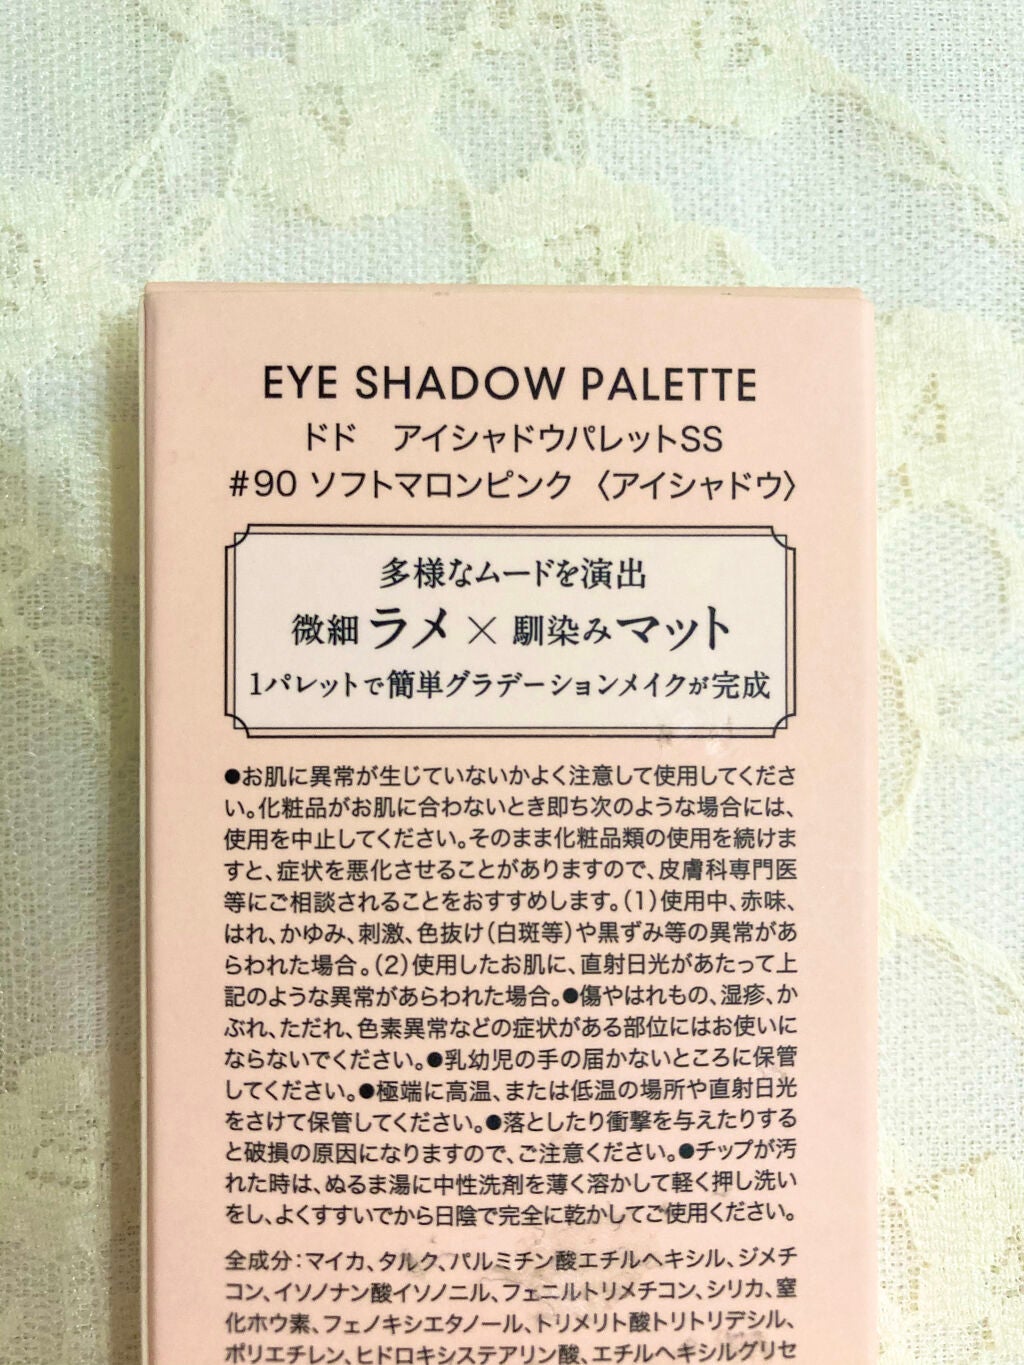 EYE SHADOW PALETTE
ドド　アイシャドウパレットSS
#90 ソフトマロンピンク〈アイシャドウ〉
多様なムードを演出
微細ラメ×馴染みマット
1パレットで簡単グラデーションメイクが完成
●お肌に異常が生じていないかよく注意して使用してくださ
い。化粧品がお肌に合わないとき即ち次のような場合には、
使用を中止してください。そのまま化粧品類の使用を続けま
すと、症状を悪化させることがありますので、皮膚科専門医
等にご相談されることをおすすめします。（1）使用中、赤味、
はれ、かゆみ、刺激、色抜け（白斑等）や黒ずみ等の異常があ
らわれた場合。（2）使用したお肌に、直射日光があたって上
記のような異常があらわれた場合。●傷やはれもの、湿疹、か
ぶれ、ただれ、色素異常などの症状がある部位にはお使いに
ならないでください。●乳幼児の手の届かないところに保管
してください。●極端に高温、または低温の場所や直射日光
をさけて保管してください。●落としたり衝撃を与えたりする
と破損の原因になりますので、ご注意ください。●チップが汚
れた時は、ぬるま湯に中性洗剤を薄く溶かして軽く押し洗い
をし、よくすすいでから日陰で完全に乾かしてご使用ください。
全成分：マイカ、タルク、パルミチン酸エチルヘキシル、ジメチ
コン、イソノナン酸イソノニル、フェニルトリメチコン、シリカ、窒
化ホウ素、フェノキシエタノール、トリメリト酸トリトリデシル、
ポリエチレン、ヒドロキシステアリン酸、エチルヘキシルグリセ